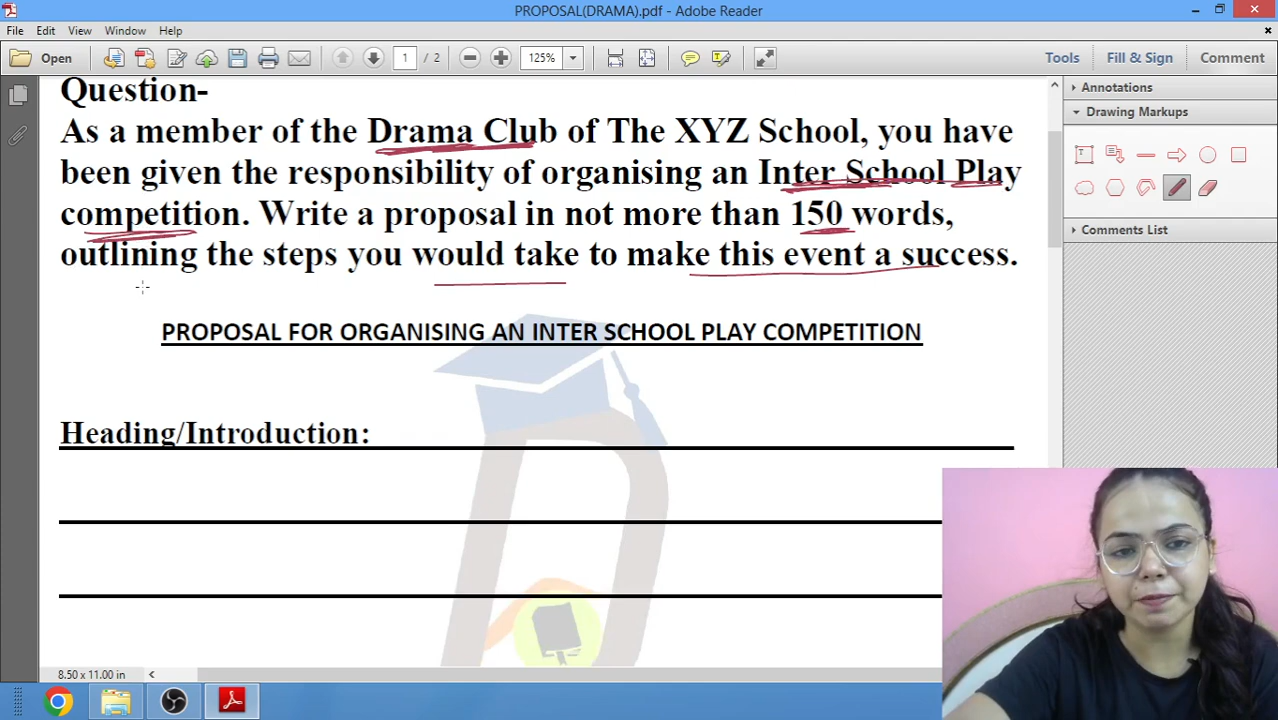 PROPOSAL(DRAMA).pdf - Adobe Reader
File Edit View Window Help
Open 1 / 2 125% Tools Fill & Sign Comment
Annotations
Drawing Markups
Comments List
Question-
As a member of the Drama Club of The XYZ School, you have
been given the responsibility of organising an Inter School Play
competition. Write a proposal in not more than 150 words,
outlining the steps you would take to make this event a success.
PROPOSAL FOR ORGANISING AN INTER SCHOOL PLAY COMPETITION
Heading/Introduction:
8.50 x 11.00 in